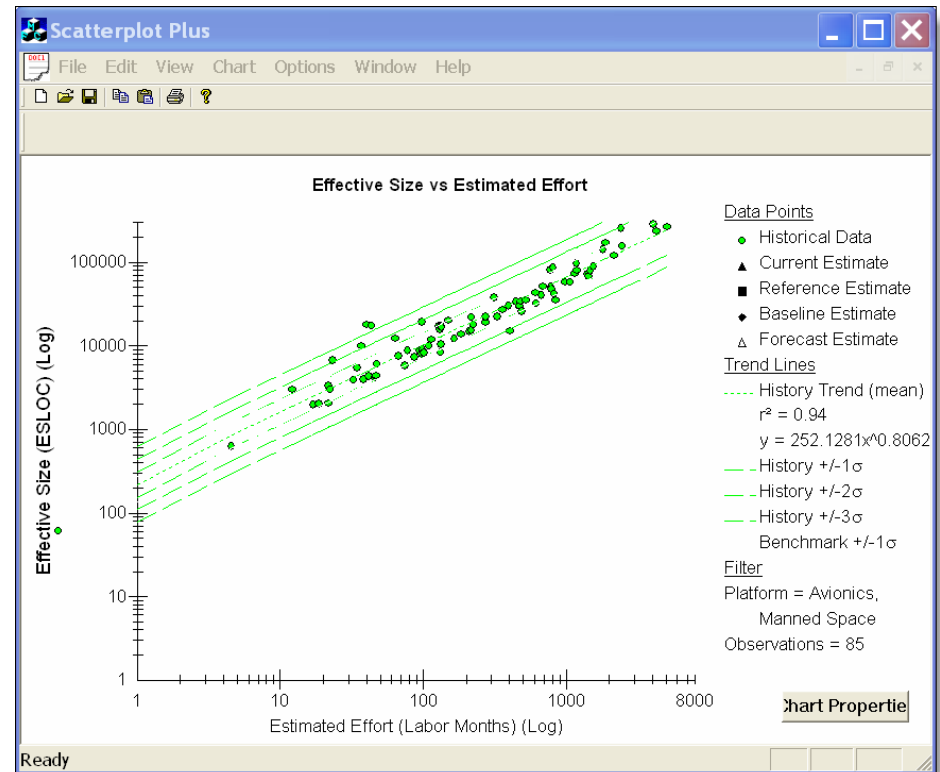 Scatterplot Plus
File Edit View Chart Options Window Help
Effective Size vs Estimated Effort
Effective Size (ESLOC) (Log)
100000
10000
1000
100
10
1
1 10 100 1000 8000
Estimated Effort (Labor Months) (Log)
Data Points
Historical Data
Current Estimate
Reference Estimate
Baseline Estimate
Forecast Estimate
Trend Lines
History Trend (mean)
r² = 0.94
y = 252.1281x^0.8062
History +/-1σ
History +/-2σ
History +/-3σ
Benchmark +/-1σ
Filter
Platform = Avionics,
Manned Space
Observations = 85
Chart Propertie
Ready